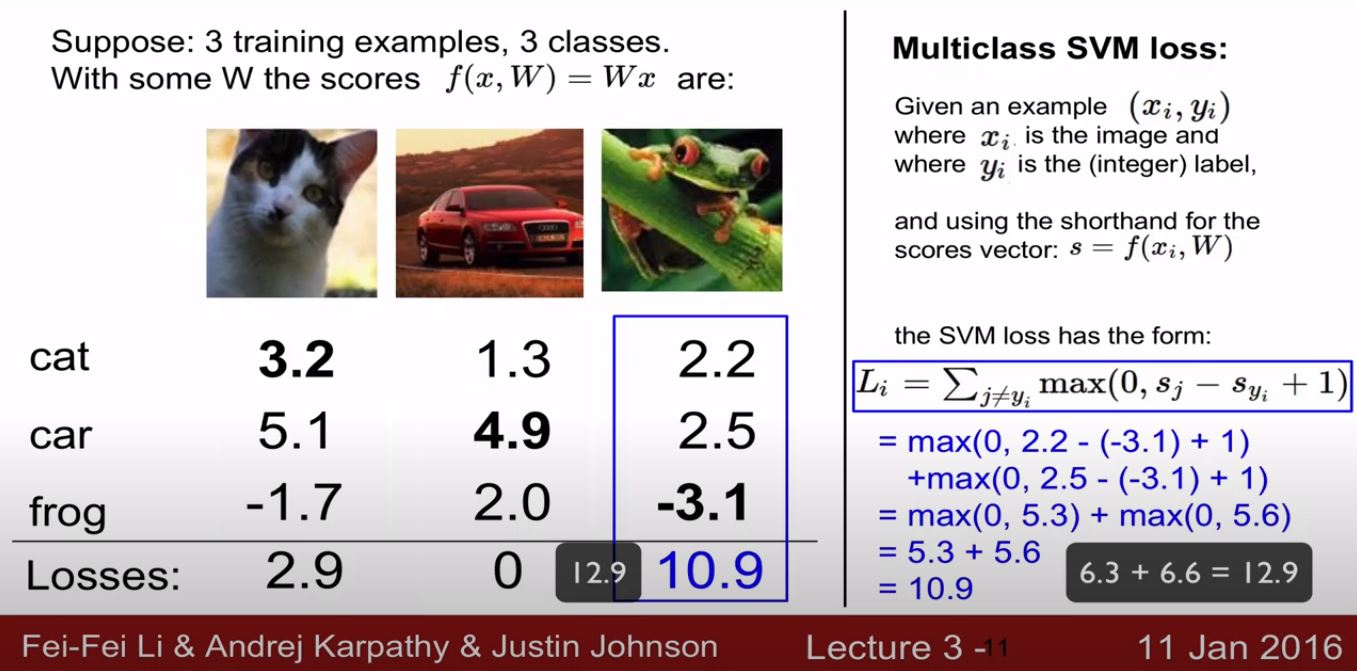 Suppose: 3 training examples, 3 classes.
With some W the scores f(x, W) = Wx are:
cat 3.2 1.3 2.2
car 5.1 4.9 2.5
frog -1.7 2.0 -3.1
Losses: 2.9 0 12.9 10.9
Multiclass SVM loss:
Given an example (x_i, y_i)
where x_i is the image and
where y_i is the (integer) label,
and using the shorthand for the
scores vector: s = f(x_i, W)
the SVM loss has the form:
L_i = ∑_{j≠y_i} max(0, s_j − s_{y_i} + 1)
= max(0, 2.2 - (-3.1) + 1)
+max(0, 2.5 - (-3.1) + 1)
= max(0, 5.3) + max(0, 5.6)
= 5.3 + 5.6
= 10.9
6.3 + 6.6 = 12.9
Fei-Fei Li & Andrej Karpathy & Justin Johnson Lecture 3 -11 11 Jan 2016